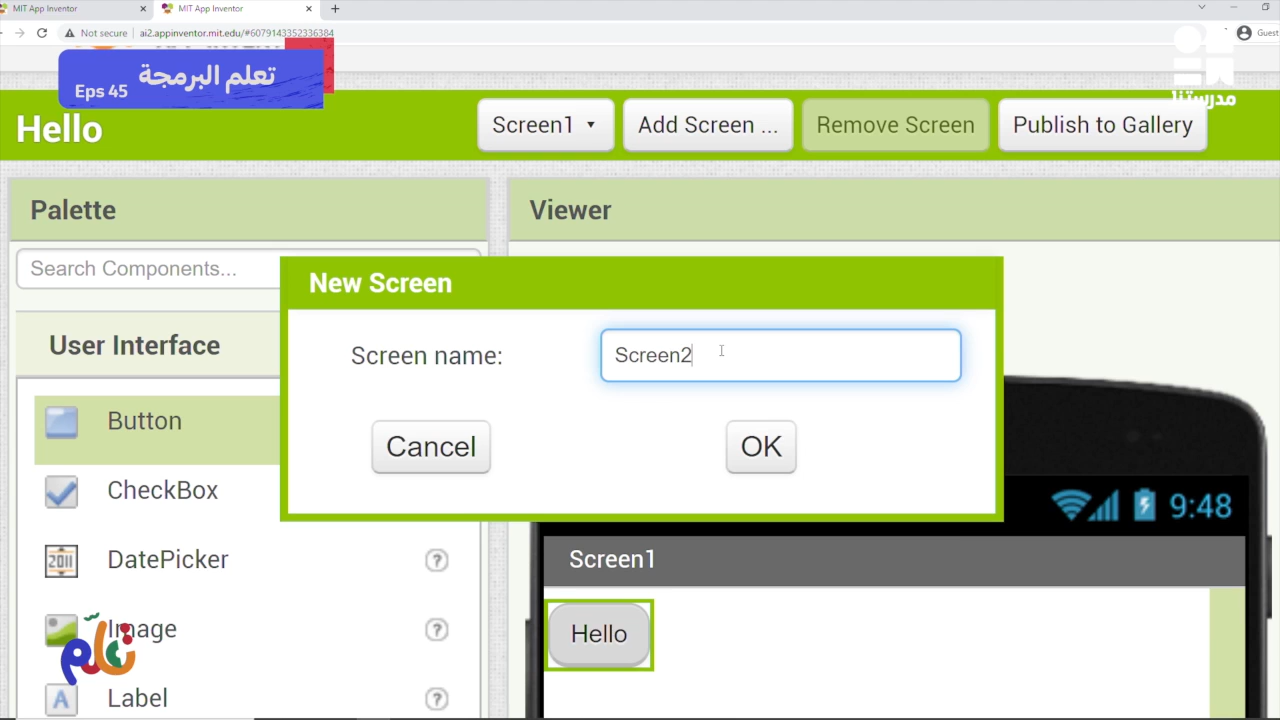 MIT App Inventor
MIT App Inventor
Not secure
ai2.appinventor.mit.edu/#6079143352336384
Guest
تعلم البرمجة
Eps 45
مدرستنا
Hello
Screen1
Add Screen ...
Remove Screen
Publish to Gallery
Palette
Viewer
Search Components...
New Screen
Screen name:
Screen2
Cancel
OK
User Interface
Button
CheckBox
DatePicker
?
Image
?
Label
?
9:48
Screen1
Hello